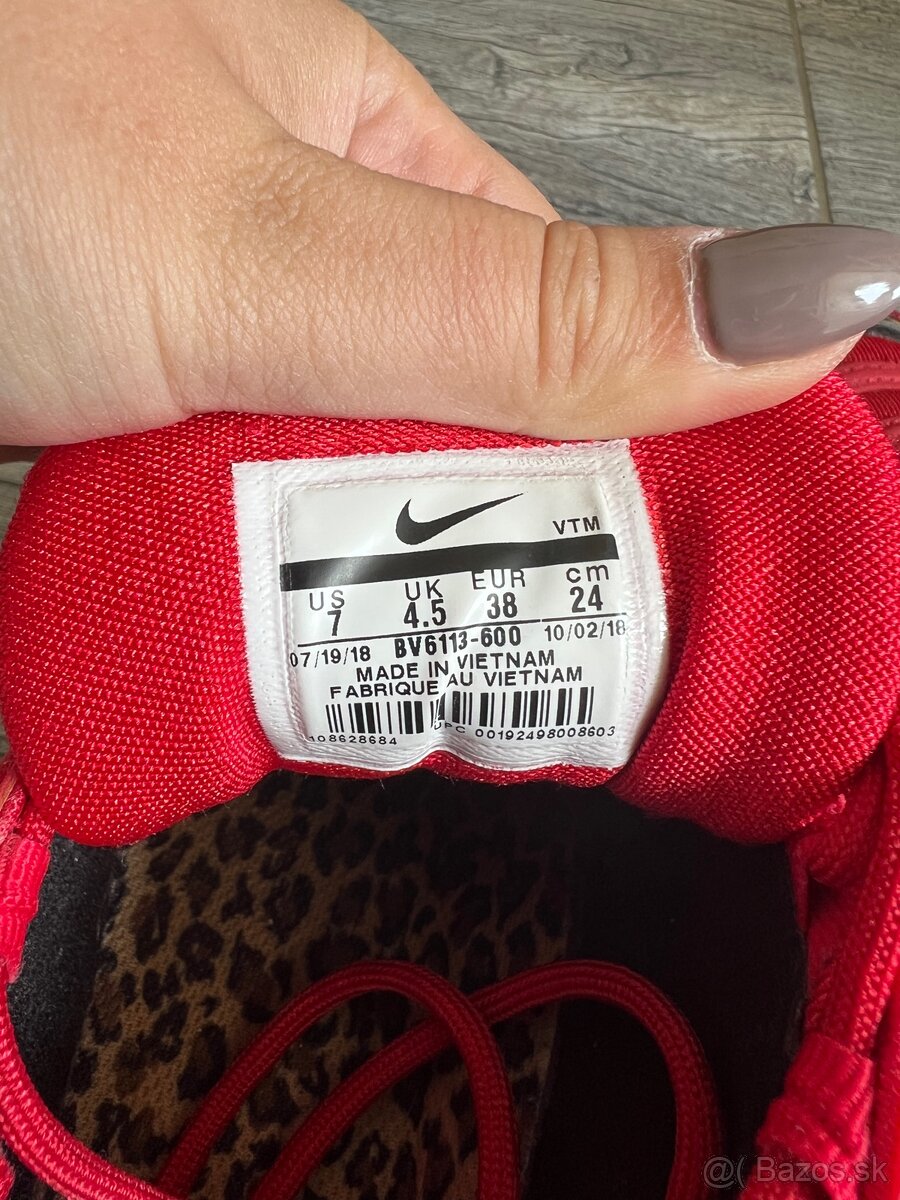 VTM
US UK EUR cm
7 4.5 38 24
07/19/18 BV6113-600 10/02/18
MADE IN VIETNAM
FABRIQUE AU VIETNAM
108628684 UPC 00192498008603
@( Bazos.sk